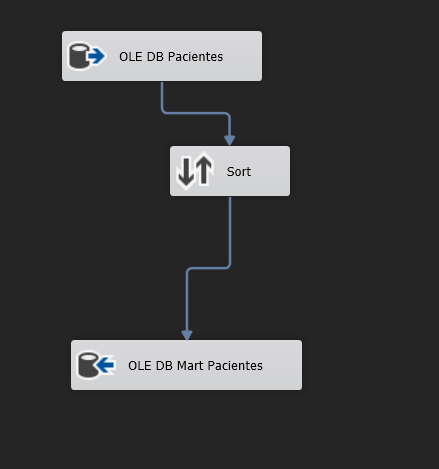 OLE DB Pacientes
Sort
OLE DB Mart Pacientes